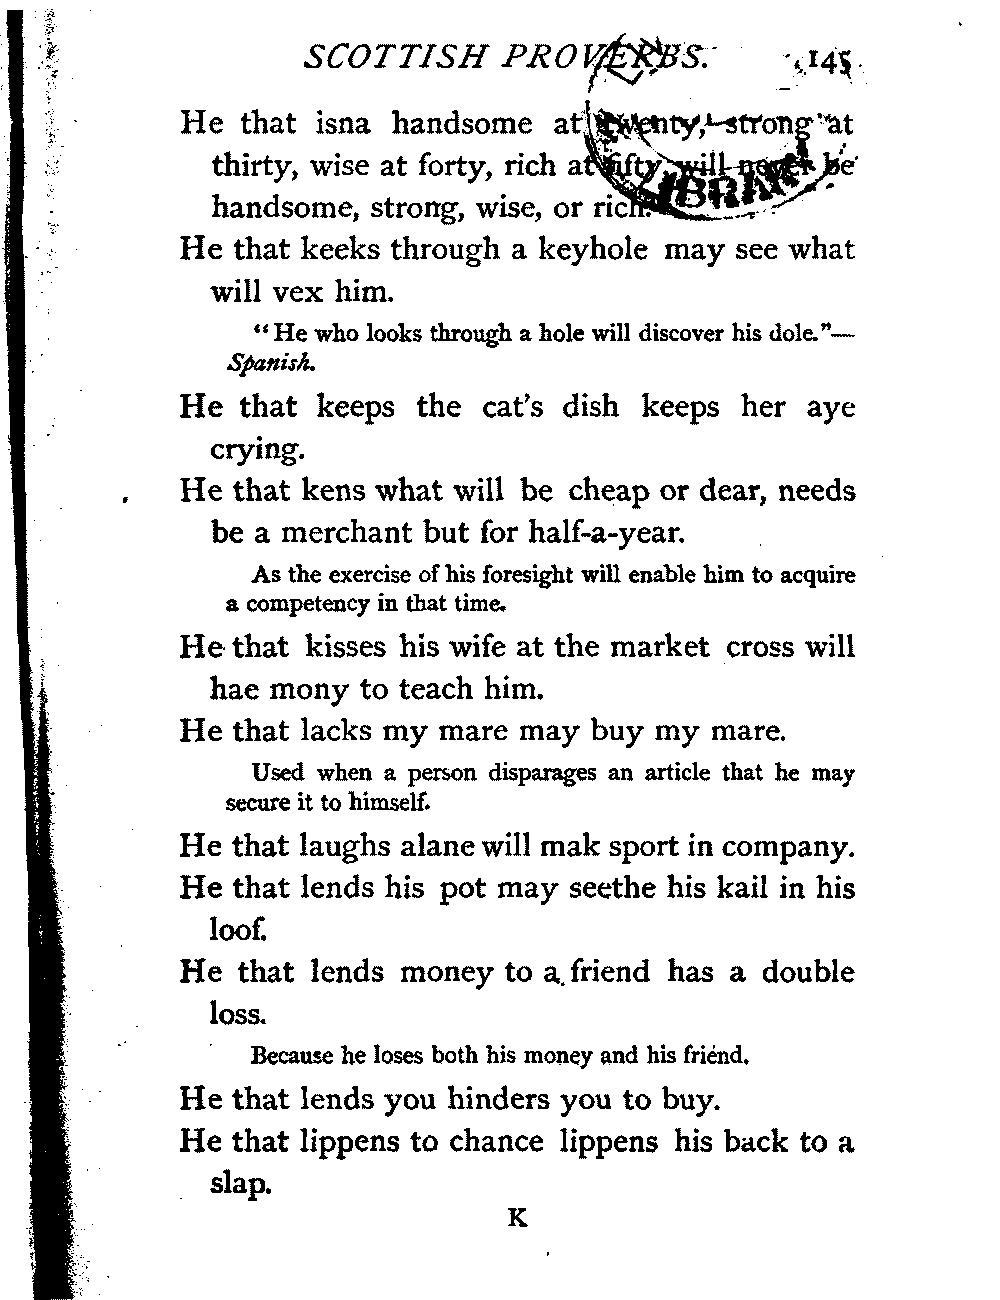 SCOTTISH PROVERBS. 145
He that isna handsome at twenty, strong at
thirty, wise at forty, rich at fifty will never be
handsome, strong, wise, or rich.
He that keeks through a keyhole may see what
will vex him.
“He who looks through a hole will discover his dole.”—
Spanish.
He that keeps the cat's dish keeps her aye
crying.
He that kens what will be cheap or dear, needs
be a merchant but for half-a-year.
As the exercise of his foresight will enable him to acquire
a competency in that time.
He that kisses his wife at the market cross will
hae mony to teach him.
He that lacks my mare may buy my mare.
Used when a person disparages an article that he may
secure it to himself.
He that laughs alane will mak sport in company.
He that lends his pot may seethe his kail in his
loof.
He that lends money to a friend has a double
loss.
Because he loses both his money and his friend.
He that lends you hinders you to buy.
He that lippens to chance lippens his back to a
slap.
K